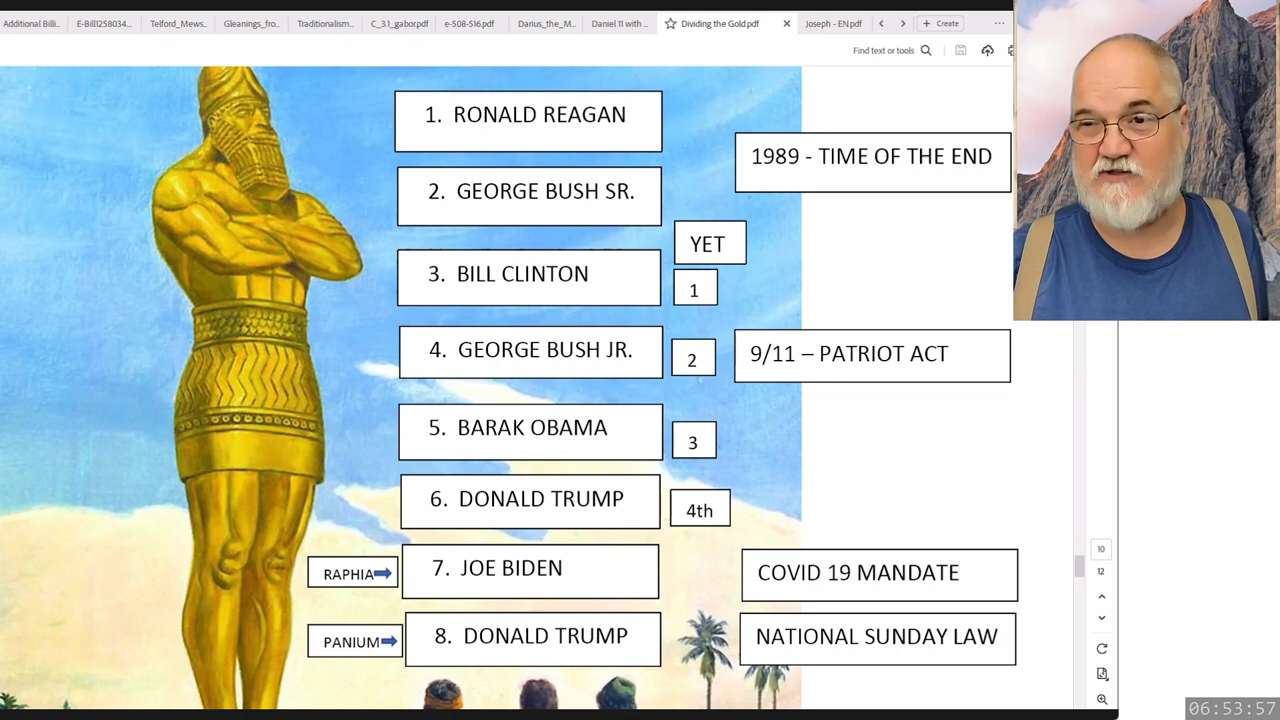 Additional Billi..
E-Bill1258034...
Telford_Mews..
Gleanings_fro..
Traditionalism..
C_3.1_gabor.pdf
e-508-516.pdf
Darius_the_M...
Daniel 11 with ...
Dividing the Gold.pdf
Joseph - EN.pdf
Create
Find text or tools
1. RONALD REAGAN
1989 - TIME OF THE END
2. GEORGE BUSH SR.
YET
3. BILL CLINTON
1
4. GEORGE BUSH JR.
2
9/11 – PATRIOT ACT
5. BARAK OBAMA
3
6. DONALD TRUMP
4th
RAPHIA
7. JOE BIDEN
COVID 19 MANDATE
PANIUM
8. DONALD TRUMP
NATIONAL SUNDAY LAW
10
12
06:53:57